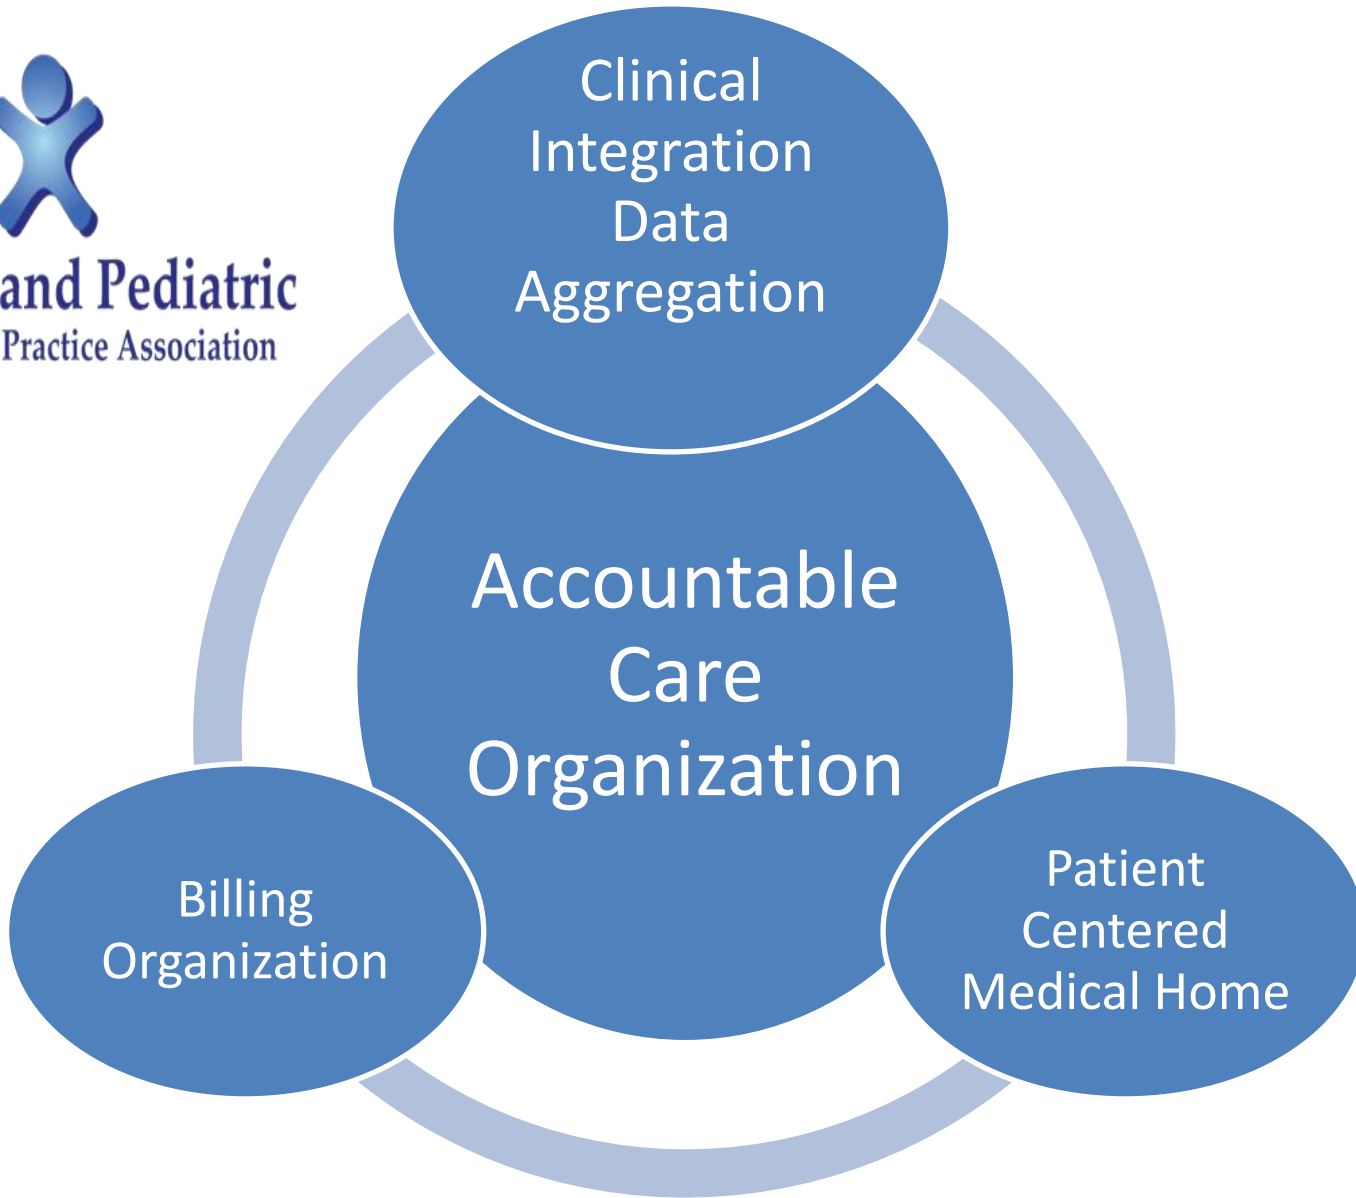 and Pediatric
Practice Association
Clinical
Integration
Data
Aggregation
Accountable
Care
Organization
Billing
Organization
Patient
Centered
Medical Home